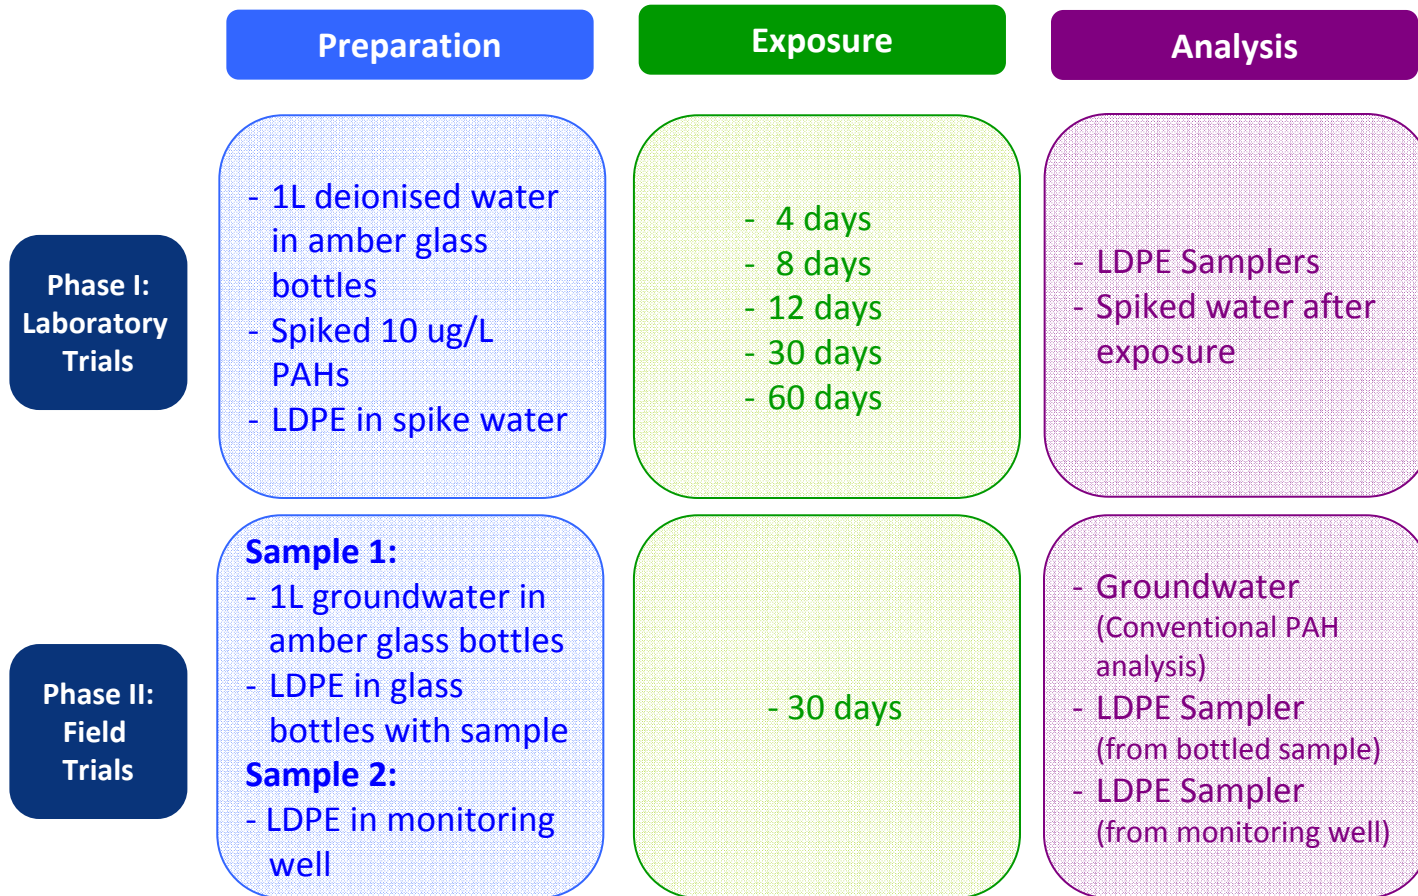 Preparation
Exposure
Analysis
Phase I:
Laboratory
Trials
- 1L deionised water
in amber glass
bottles
- Spiked 10 ug/L
PAHs
- LDPE in spike water
- 4 days
- 8 days
- 12 days
- 30 days
- 60 days
- LDPE Samplers
- Spiked water after
exposure
Phase II:
Field
Trials
Sample 1:
- 1L groundwater in
amber glass bottles
- LDPE in glass
bottles with sample
Sample 2:
- LDPE in monitoring
well
- 30 days
- Groundwater
(Conventional PAH
analysis)
- LDPE Sampler
(from bottled sample)
- LDPE Sampler
(from monitoring well)